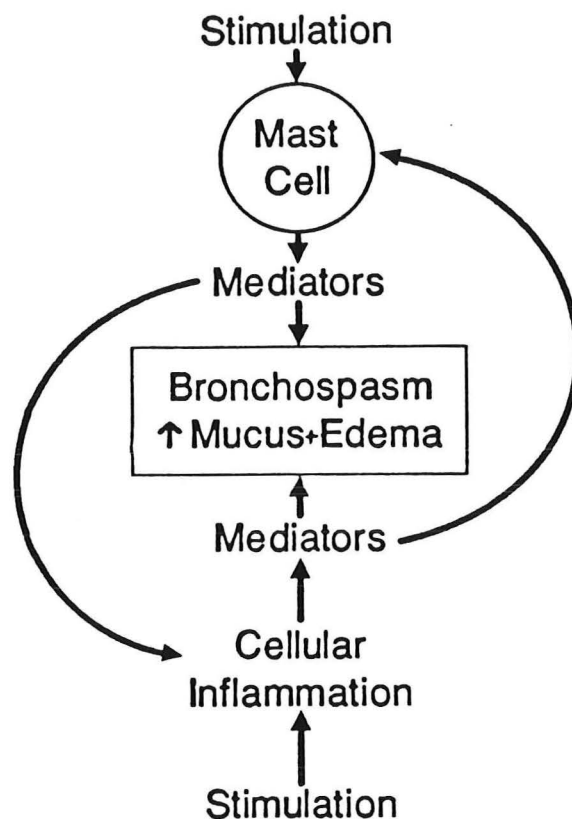 Stimulation
Mast
Cell
Mediators
Bronchospasm
↑ Mucus+Edema
Mediators
Cellular
Inflammation
Stimulation